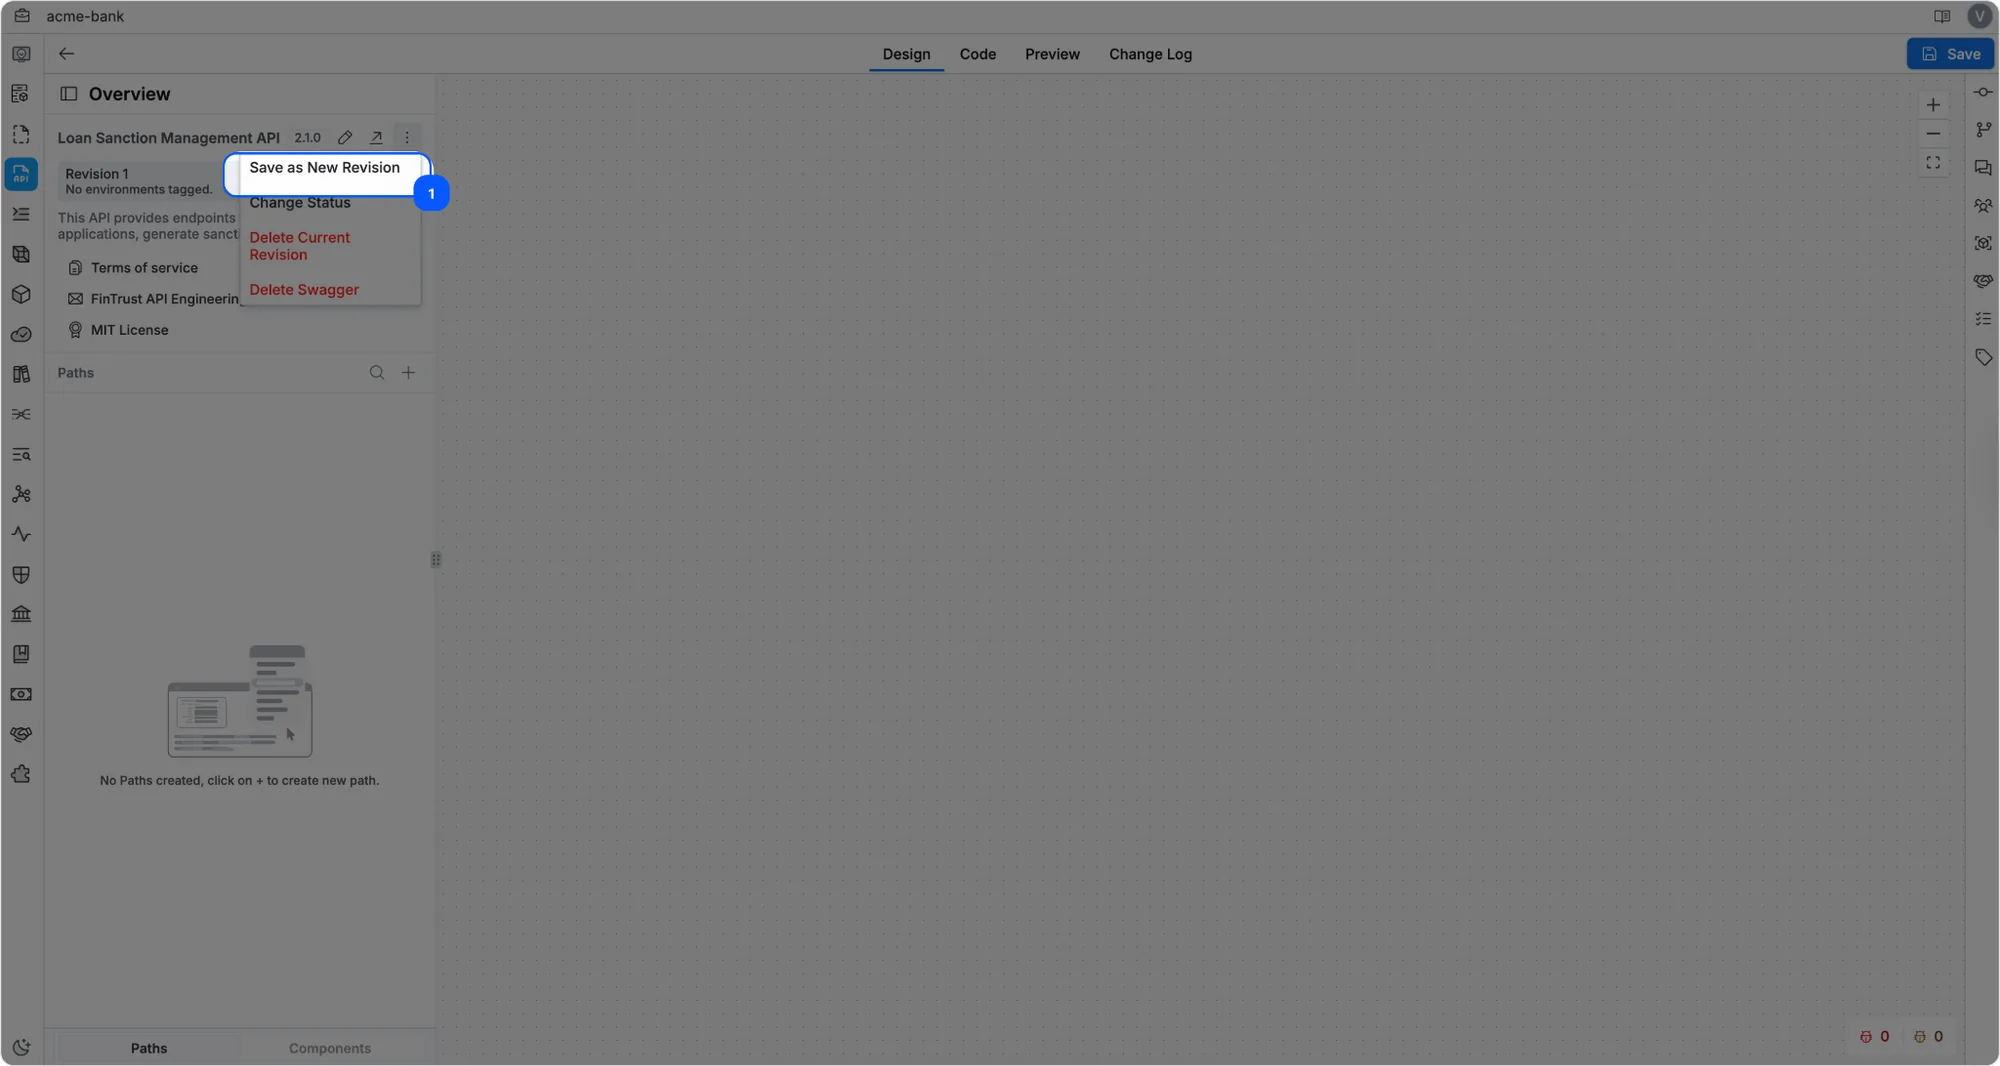 acme-bank
V
Design
Code
Preview
Change Log
Save
Overview
Loan Sanction Management API 2.1.0
API
Revision 1
No environments tagged.
Save as New Revision
1
Change Status
This API provides endpoints
applications, generate sanct
Delete Current
Revision
Delete Swagger
Terms of service
FinTrust API Engineering
MIT License
Paths
No Paths created, click on + to create new path.
Paths
Components
0
0